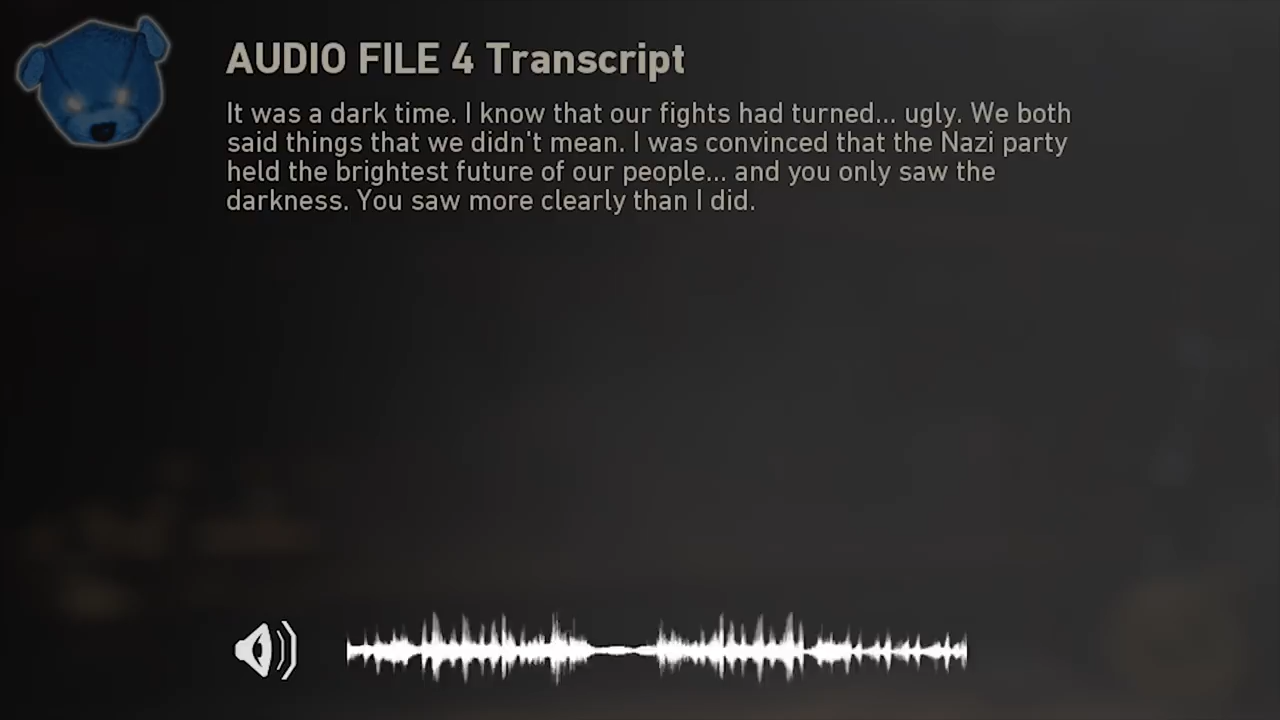 AUDIO FILE 4 Transcript
It was a dark time. I know that our fights had turned... ugly. We both
said things that we didn't mean. I was convinced that the Nazi party
held the brightest future of our people... and you only saw the
darkness. You saw more clearly than I did.